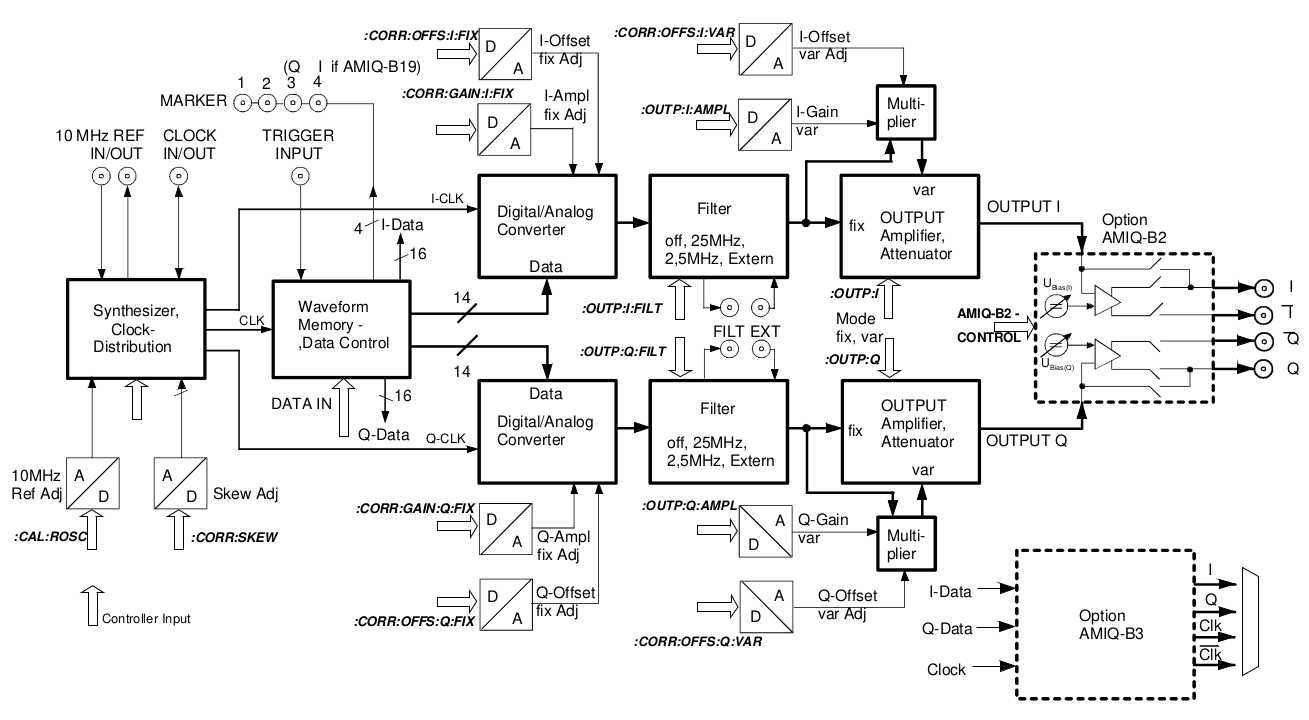 :CORR:OFFS:I:FIX
D
A
I-Offset
fix Adj
:CORR:OFFS:I:VAR
D
A
I-Offset
var Adj
(Q I if AMIQ-B19)
1 2 3 4
MARKER
:CORR:GAIN:I:FIX
D
A
I-Ampl
fix Adj
:OUTP:I:AMPL
D
A
I-Gain
var
Multi-
plier
10 MHz REF
IN/OUT
CLOCK
IN/OUT
TRIGGER
INPUT
I-CLK
4
I-Data
16
Digital/Analog
Converter
Data
Filter
off, 25MHz,
2,5MHz, Extern
var
fix
OUTPUT
Amplifier,
Attenuator
OUTPUT I
Option
AMIQ-B2
Synthesizer,
Clock-
Distribution
CLK
Waveform
Memory -
,Data Control
14
14
:OUTP:I:FILT
FILT EXT
:OUTP:Q:FILT
:OUTP:I
Mode
fix, var
:OUTP:Q
AMIQ-B2 -
CONTROL
UBias(I)
UBias(Q)
I
I
Q
Q
DATA IN
16
Q-Data
Q-CLK
Data
Digital/Analog
Converter
Filter
off, 25MHz,
2,5MHz, Extern
fix
OUTPUT
Amplifier,
Attenuator
var
OUTPUT Q
10MHz
Ref Adj
A
D
A
D
Skew Adj
:CAL:ROSC
:CORR:SKEW
:CORR:GAIN:Q:FIX
D
A
Q-Ampl
fix Adj
:OUTP:Q:AMPL
A
D
Q-Gain
var
Multi-
plier
D
A
Q-Offset
fix Adj
:CORR:OFFS:Q:FIX
A
D
Q-Offset
var Adj
:CORR:OFFS:Q:VAR
Controller Input
I-Data
Q-Data
Clock
Option
AMIQ-B3
I
Q
Clk
Clk